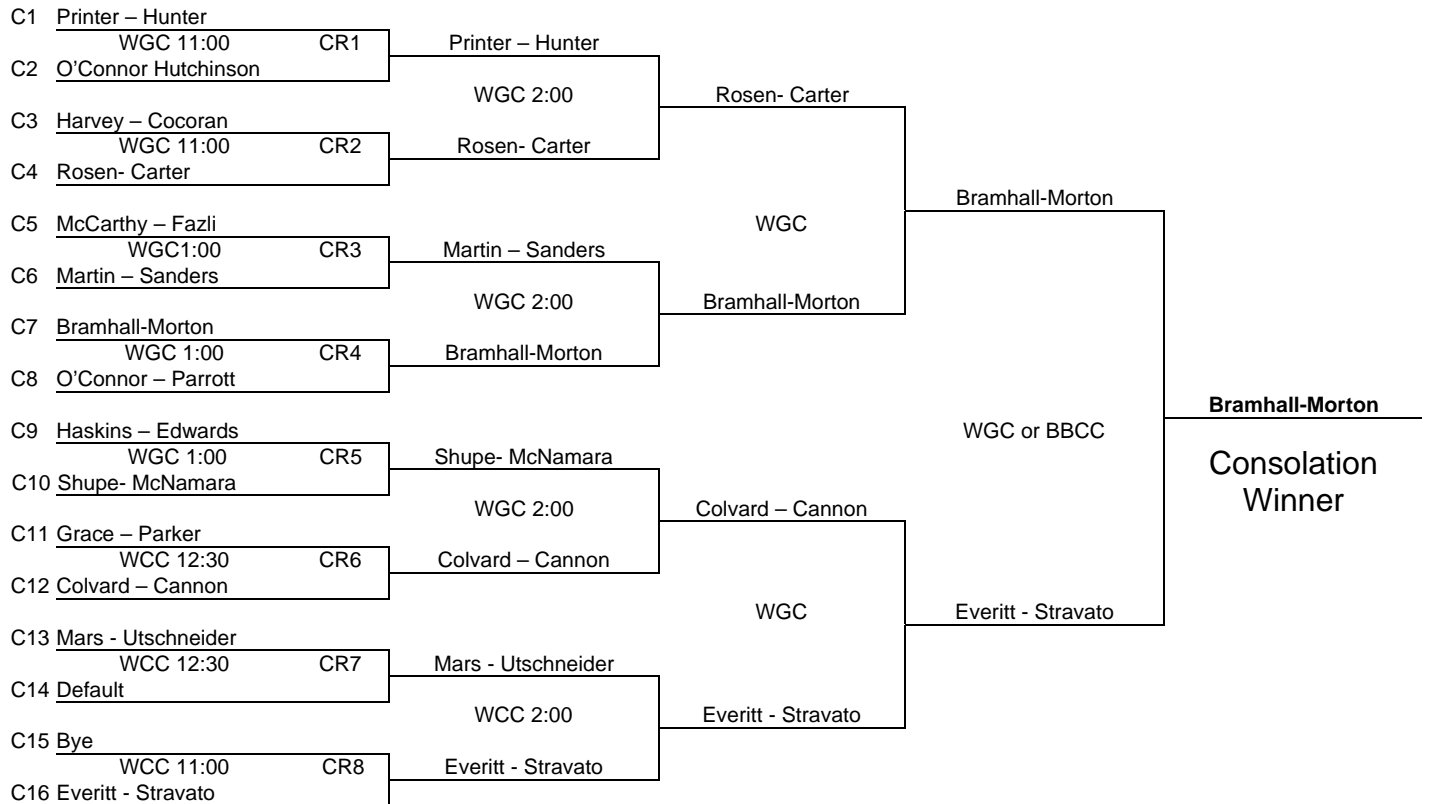 C1 Printer – Hunter
WGC 11:00 CR1 Printer – Hunter
C2 O'Connor Hutchinson
WGC 2:00 Rosen- Carter
C3 Harvey – Cocoran
WGC 11:00 CR2 Rosen- Carter
C4 Rosen- Carter
Bramhall-Morton
C5 McCarthy – Fazli WGC
WGC1:00 CR3 Martin – Sanders
C6 Martin – Sanders
WGC 2:00 Bramhall-Morton
C7 Bramhall-Morton
WGC 1:00 CR4 Bramhall-Morton
C8 O'Connor – Parrott
Bramhall-Morton
C9 Haskins – Edwards WGC or BBCC
WGC 1:00 CR5 Shupe- McNamara
Consolation
C10 Shupe- McNamara
Winner
WGC 2:00 Colvard – Cannon
C11 Grace – Parker
WCC 12:30 CR6 Colvard – Cannon
C12 Colvard – Cannon
WGC Everitt - Stravato
C13 Mars - Utschneider
WCC 12:30 CR7 Mars - Utschneider
C14 Default
WCC 2:00 Everitt - Stravato
C15 Bye
WCC 11:00 CR8 Everitt - Stravato
C16 Everitt - Stravato